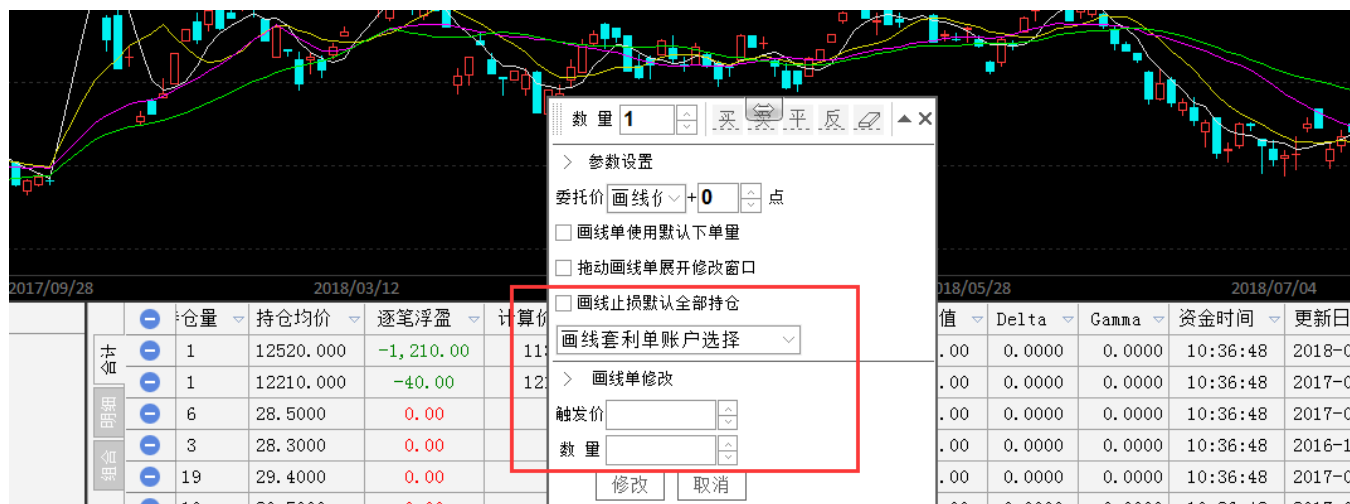 数 量 1 买 卖 平 反
> 参数设置
委托价 画线 + 0 点
画线单使用默认下单量
拖动画线单展开修改窗口
2017/09/28 2018/03/12 018/05/28 2018/07/04
画线止损默认全部持仓
仓量 持仓均价 逐笔浮盈 计算 值 Delta Gamma 资金时间 更新日
画线套利单账户选择
合计 1 12520.000 -1,210.00 11 .00 0.0000 0.0000 10:36:48 2018-0
> 画线单修改
1 12210.000 -40.00 12 .00 0.0000 0.0000 10:36:48 2017-0
触发价
明细 6 28.5000 0.00 .00 0.0000 0.0000 10:36:48 2017-0
数 量
3 28.3000 0.00 .00 0.0000 0.0000 10:36:48 2016-1
组合 19 29.4000 0.00 .00 0.0000 0.0000 10:36:48 2017-0
修改 取消